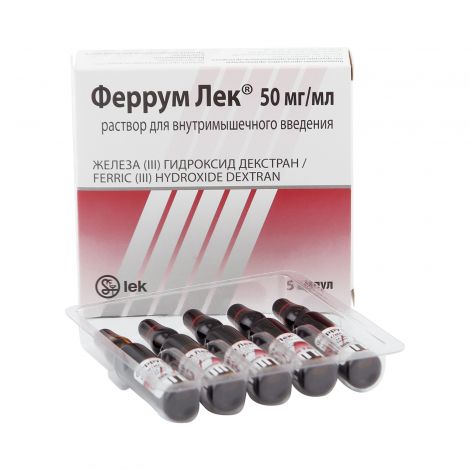 Феррум Лек® 50 мг/мл
раствор для внутримышечного введения
ЖЕЛЕЗА (III) ГИДРОКСИД ДЕКСТРАН /
FERRIC (III) HYDROXIDE DEXTRAN
lek
5 ампул